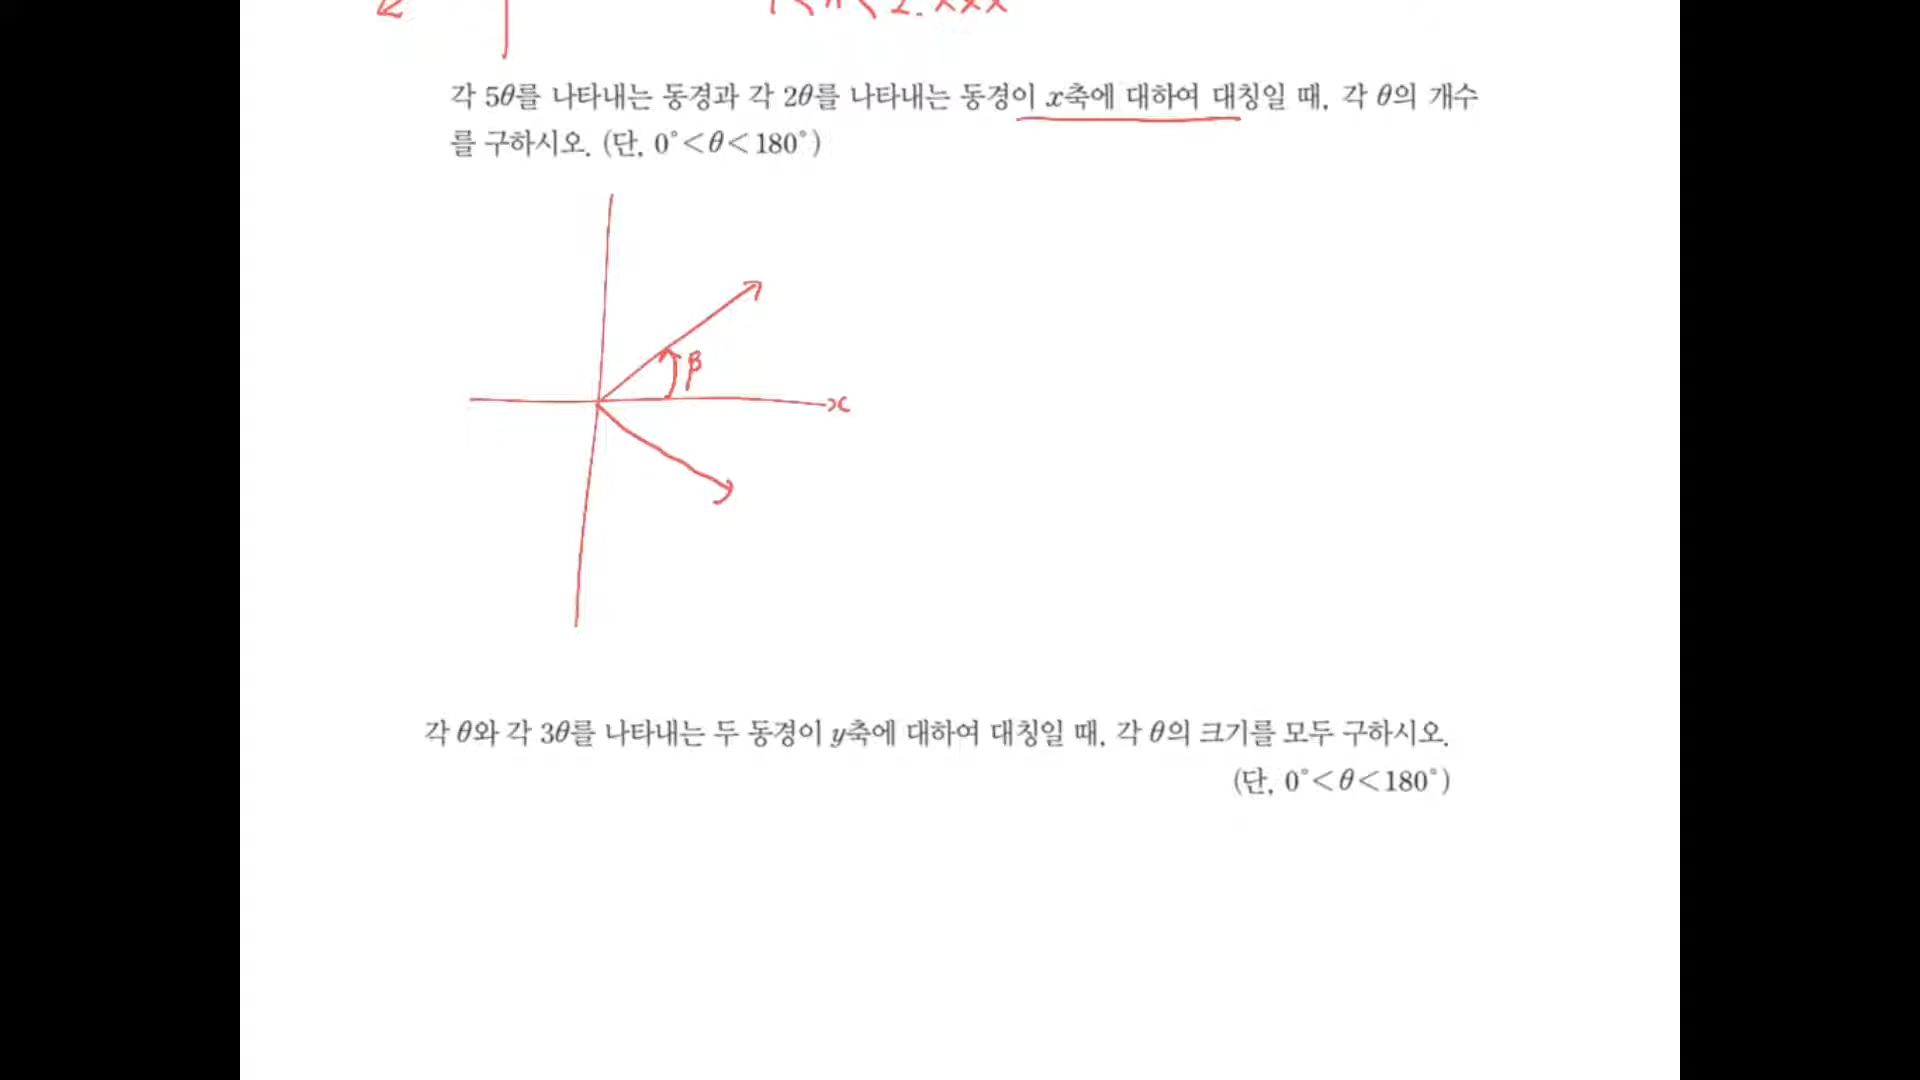 각 5θ를 나타내는 동경과 각 2θ를 나타내는 동경이 x축에 대하여 대칭일 때, 각 θ의 개수
를 구하시오. (단, 0°<θ<180°)
β
x
각 θ와 각 3θ를 나타내는 두 동경이 y축에 대하여 대칭일 때, 각 θ의 크기를 모두 구하시오.
(단, 0°<θ<180°)